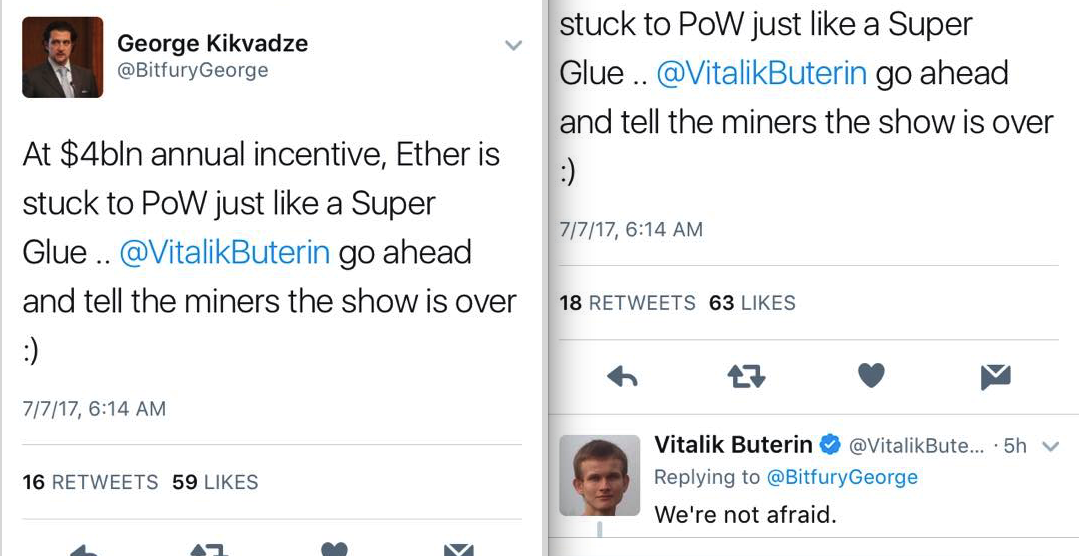 George Kikvadze
@BitfuryGeorge
At $4bln annual incentive, Ether is
stuck to PoW just like a Super
Glue .. @VitalikButerin go ahead
and tell the miners the show is over
:)
7/7/17, 6:14 AM
16 RETWEETS 59 LIKES
stuck to PoW just like a Super
Glue .. @VitalikButerin go ahead
and tell the miners the show is over
:)
7/7/17, 6:14 AM
18 RETWEETS 63 LIKES
Vitalik Buterin @VitalikBute... · 5h
Replying to @BitfuryGeorge
We're not afraid.